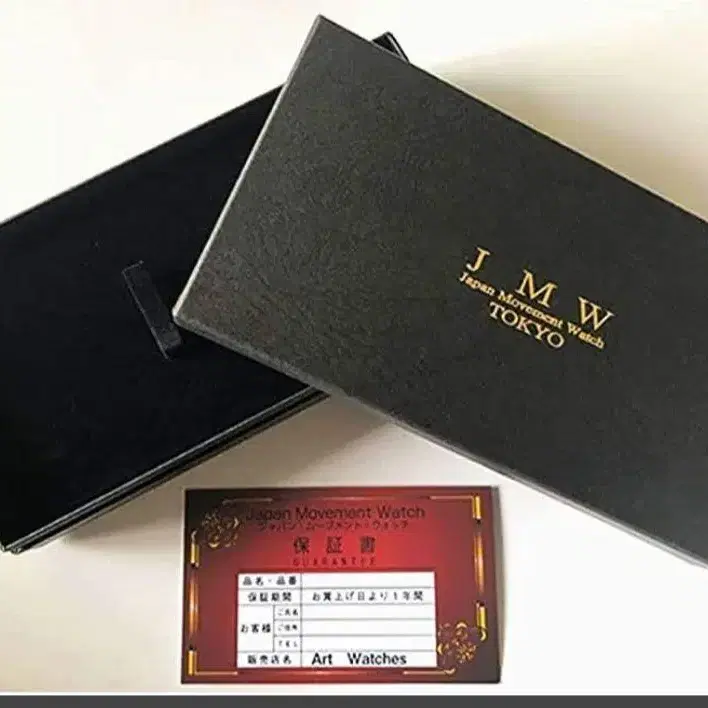 J M W
Japan Movement Watch
TOKYO
Japan Movement Watch
ジャパン・ムーブメント・ウォッチ
保証書
GUARANTEE
品名・品番
保証期間 お買上げ日より1年間
お客様
ご氏名
ご住所
TEL
販売店名 Art Watches